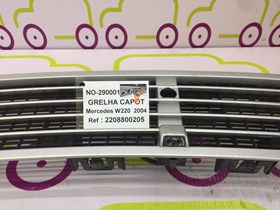 NO-290001
GRELHA CAPOT
Mercedes W220 2004
Ref : 2208800205